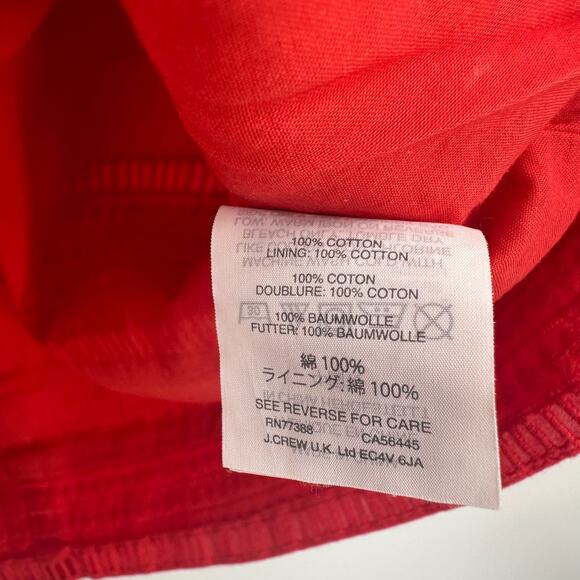 100% COTTON
LINING: 100% COTTON
100% COTON
DOUBLURE: 100% COTON
100% BAUMWOLLE
FUTTER: 100% BAUMWOLLE
綿 100%
ライニング: 綿 100%
SEE REVERSE FOR CARE
RN77388 CA56445
J.CREW U.K. Ltd EC4V 6JA